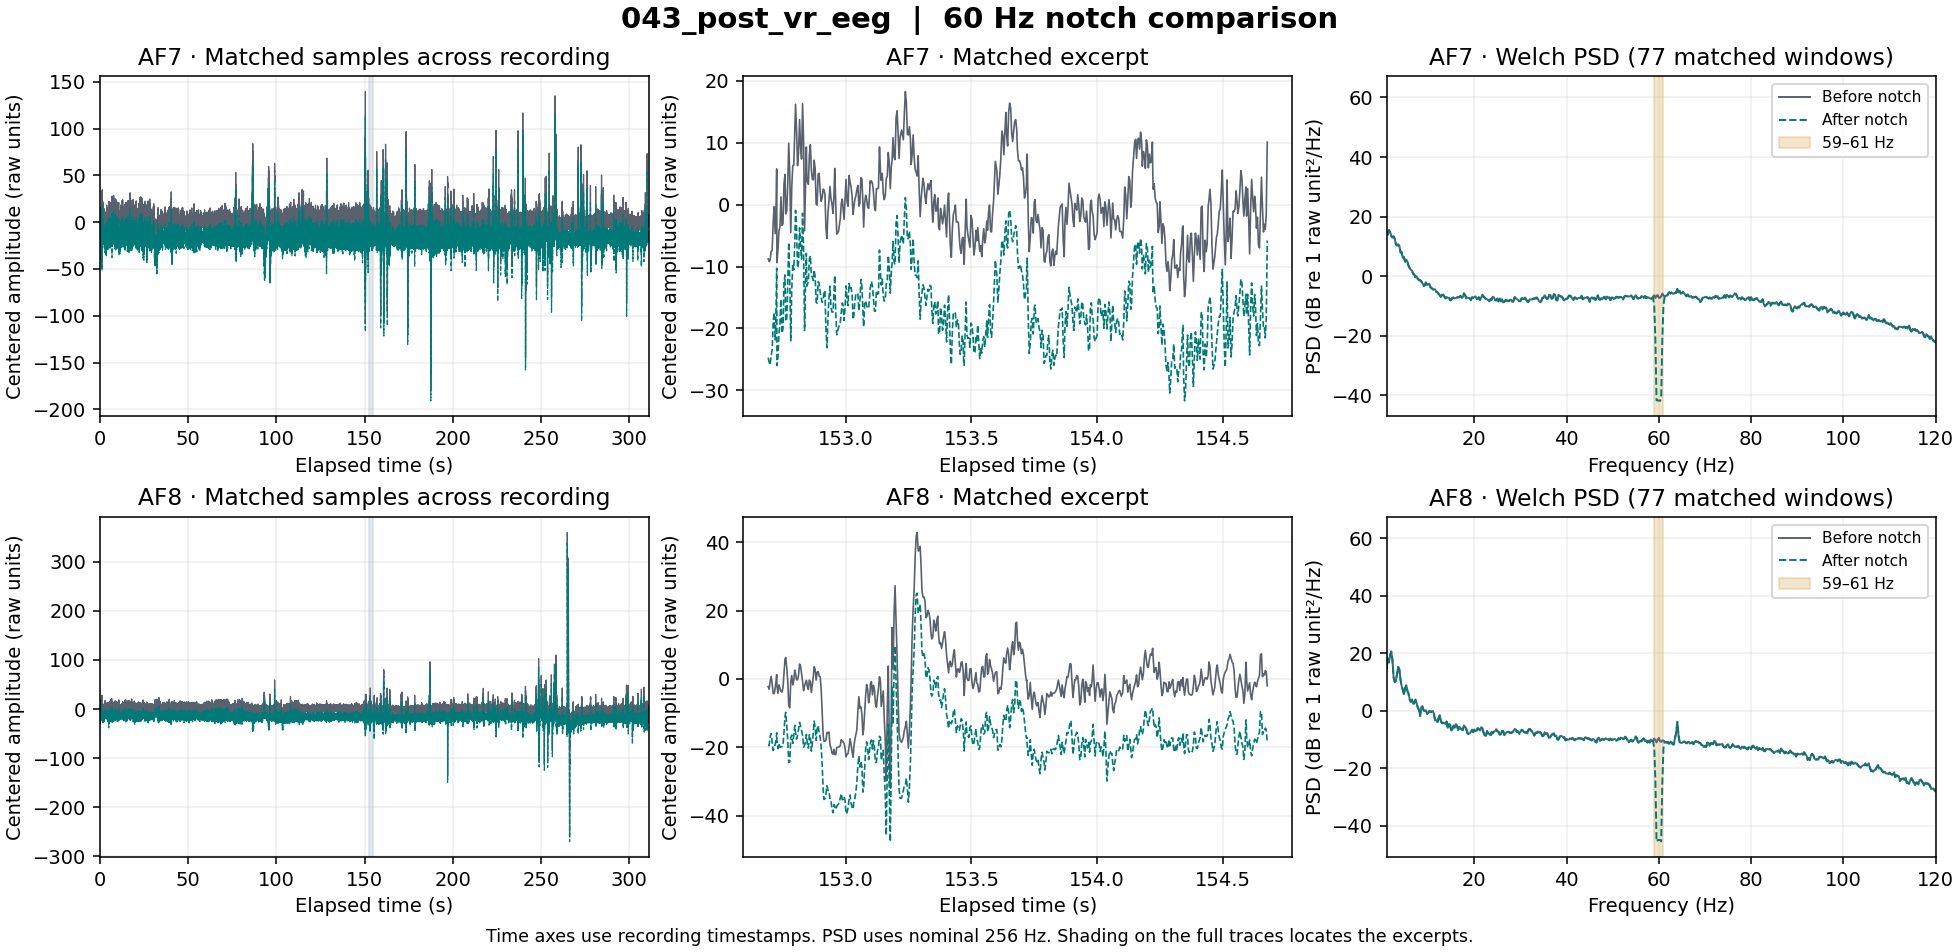 043_post_vr_eeg | 60 Hz notch comparison
AF7 · Matched samples across recording
Centered amplitude (raw units)
150
100
50
0
−50
−100
−150
−200
0 50 100 150 200 250 300
Elapsed time (s)
AF7 · Matched excerpt
Centered amplitude (raw units)
20
10
0
−10
−20
−30
153.0 153.5 154.0 154.5
Elapsed time (s)
AF7 · Welch PSD (77 matched windows)
PSD (dB re 1 raw unit²/Hz)
60
40
20
0
−20
−40
Before notch
After notch
59–61 Hz
20 40 60 80 100 120
Frequency (Hz)
AF8 · Matched samples across recording
Centered amplitude (raw units)
300
200
100
0
−100
−200
−300
0 50 100 150 200 250 300
Elapsed time (s)
AF8 · Matched excerpt
Centered amplitude (raw units)
40
20
0
−20
−40
153.0 153.5 154.0 154.5
Elapsed time (s)
AF8 · Welch PSD (77 matched windows)
PSD (dB re 1 raw unit²/Hz)
60
40
20
0
−20
−40
Before notch
After notch
59–61 Hz
20 40 60 80 100 120
Frequency (Hz)
Time axes use recording timestamps. PSD uses nominal 256 Hz. Shading on the full traces locates the excerpts.